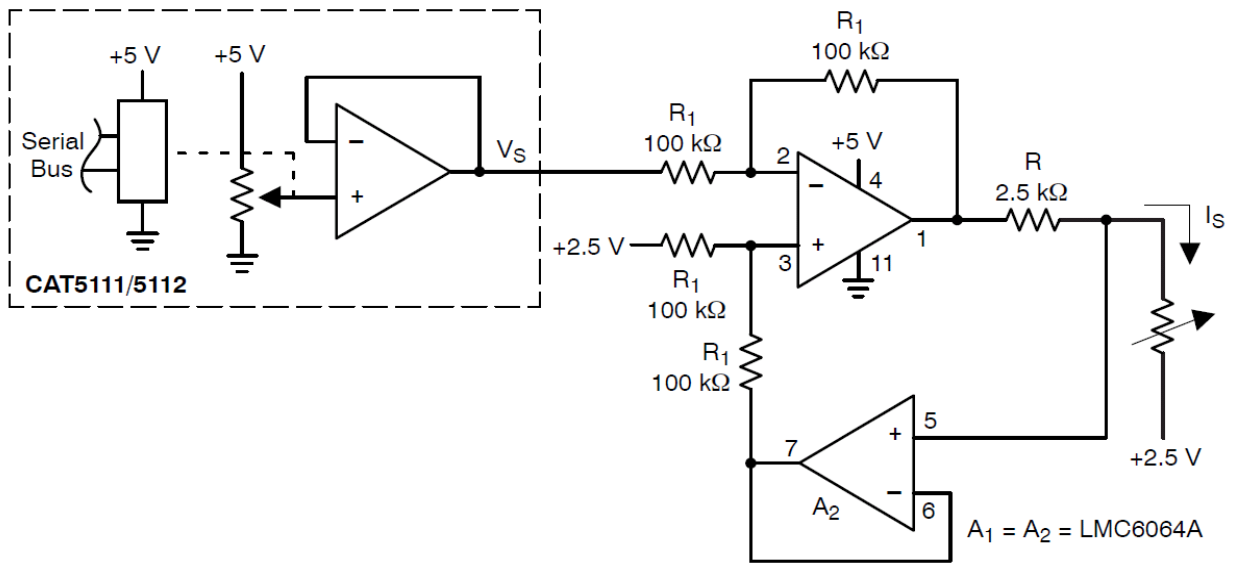 +5 V
+5 V
Serial
Bus
−
+
VS
CAT5111/5112
R1
100 kΩ
R1
100 kΩ
+5 V
2
−
4
+2.5 V
3
+
11
1
R1
100 kΩ
R
2.5 kΩ
IS
R1
100 kΩ
+2.5 V
7
+
5
−
6
A2
A1 = A2 = LMC6064A